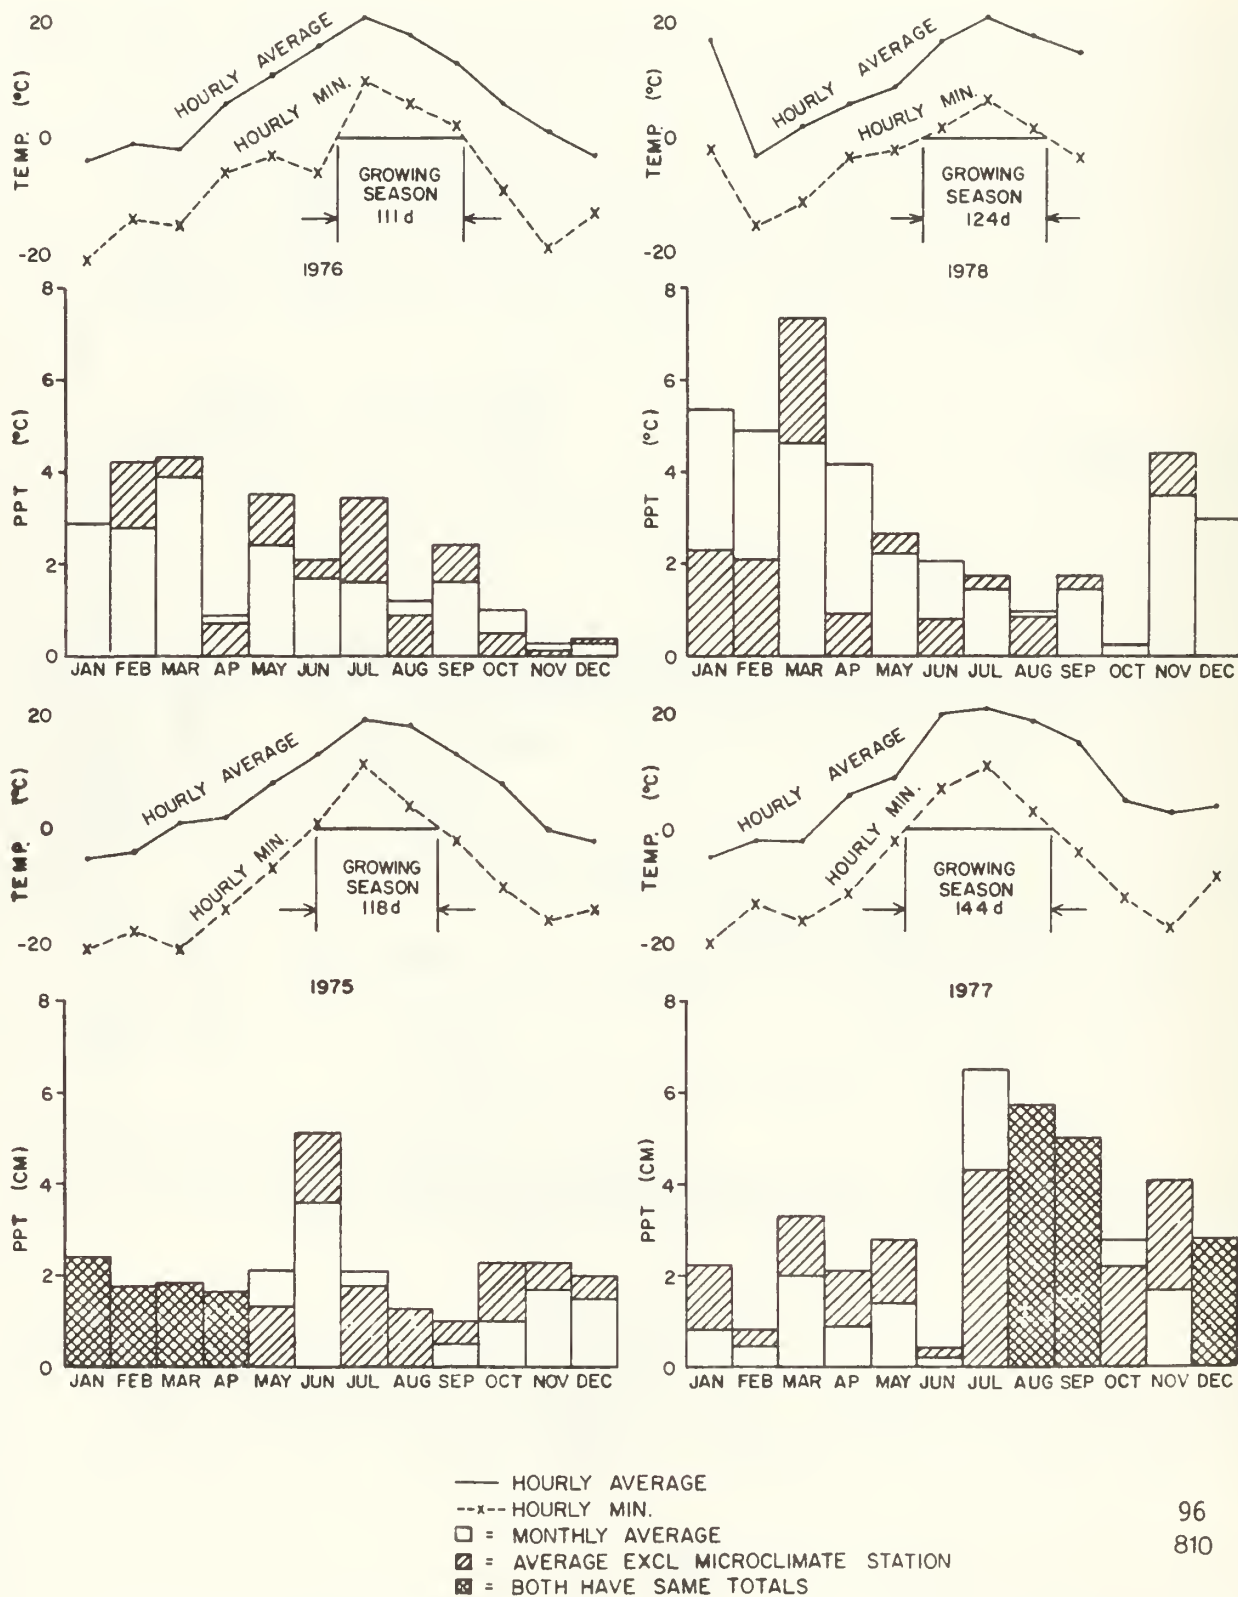 20
0
-20
TEMP. (°C)
HOURLY AVERAGE
HOURLY MIN.
GROWING
SEASON
111 d
1976
8
6
4
2
0
PPT (°C)
JAN FEB MAR AP MAY JUN JUL AUG SEP OCT NOV DEC
20
0
-20
TEMP. (°C)
HOURLY AVERAGE
HOURLY MIN.
GROWING
SEASON
124d
1978
8
6
4
2
0
PPT (°C)
JAN FEB MAR AP MAY JUN JUL AUG SEP OCT NOV DEC
20
0
-20
TEMP. (°C)
HOURLY AVERAGE
HOURLY MIN.
GROWING
SEASON
118d
1975
8
6
4
2
0
PPT (CM)
JAN FEB MAR AP MAY JUN JUL AUG SEP OCT NOV DEC
20
0
-20
TEMP. (°C)
HOURLY AVERAGE
HOURLY MIN.
GROWING
SEASON
144d
1977
8
6
4
2
0
PPT (CM)
JAN FEB MAR AP MAY JUN JUL AUG SEP OCT NOV DEC
HOURLY AVERAGE
--x-- HOURLY MIN.
= MONTHLY AVERAGE
= AVERAGE EXCL MICROCLIMATE STATION
= BOTH HAVE SAME TOTALS
96
810